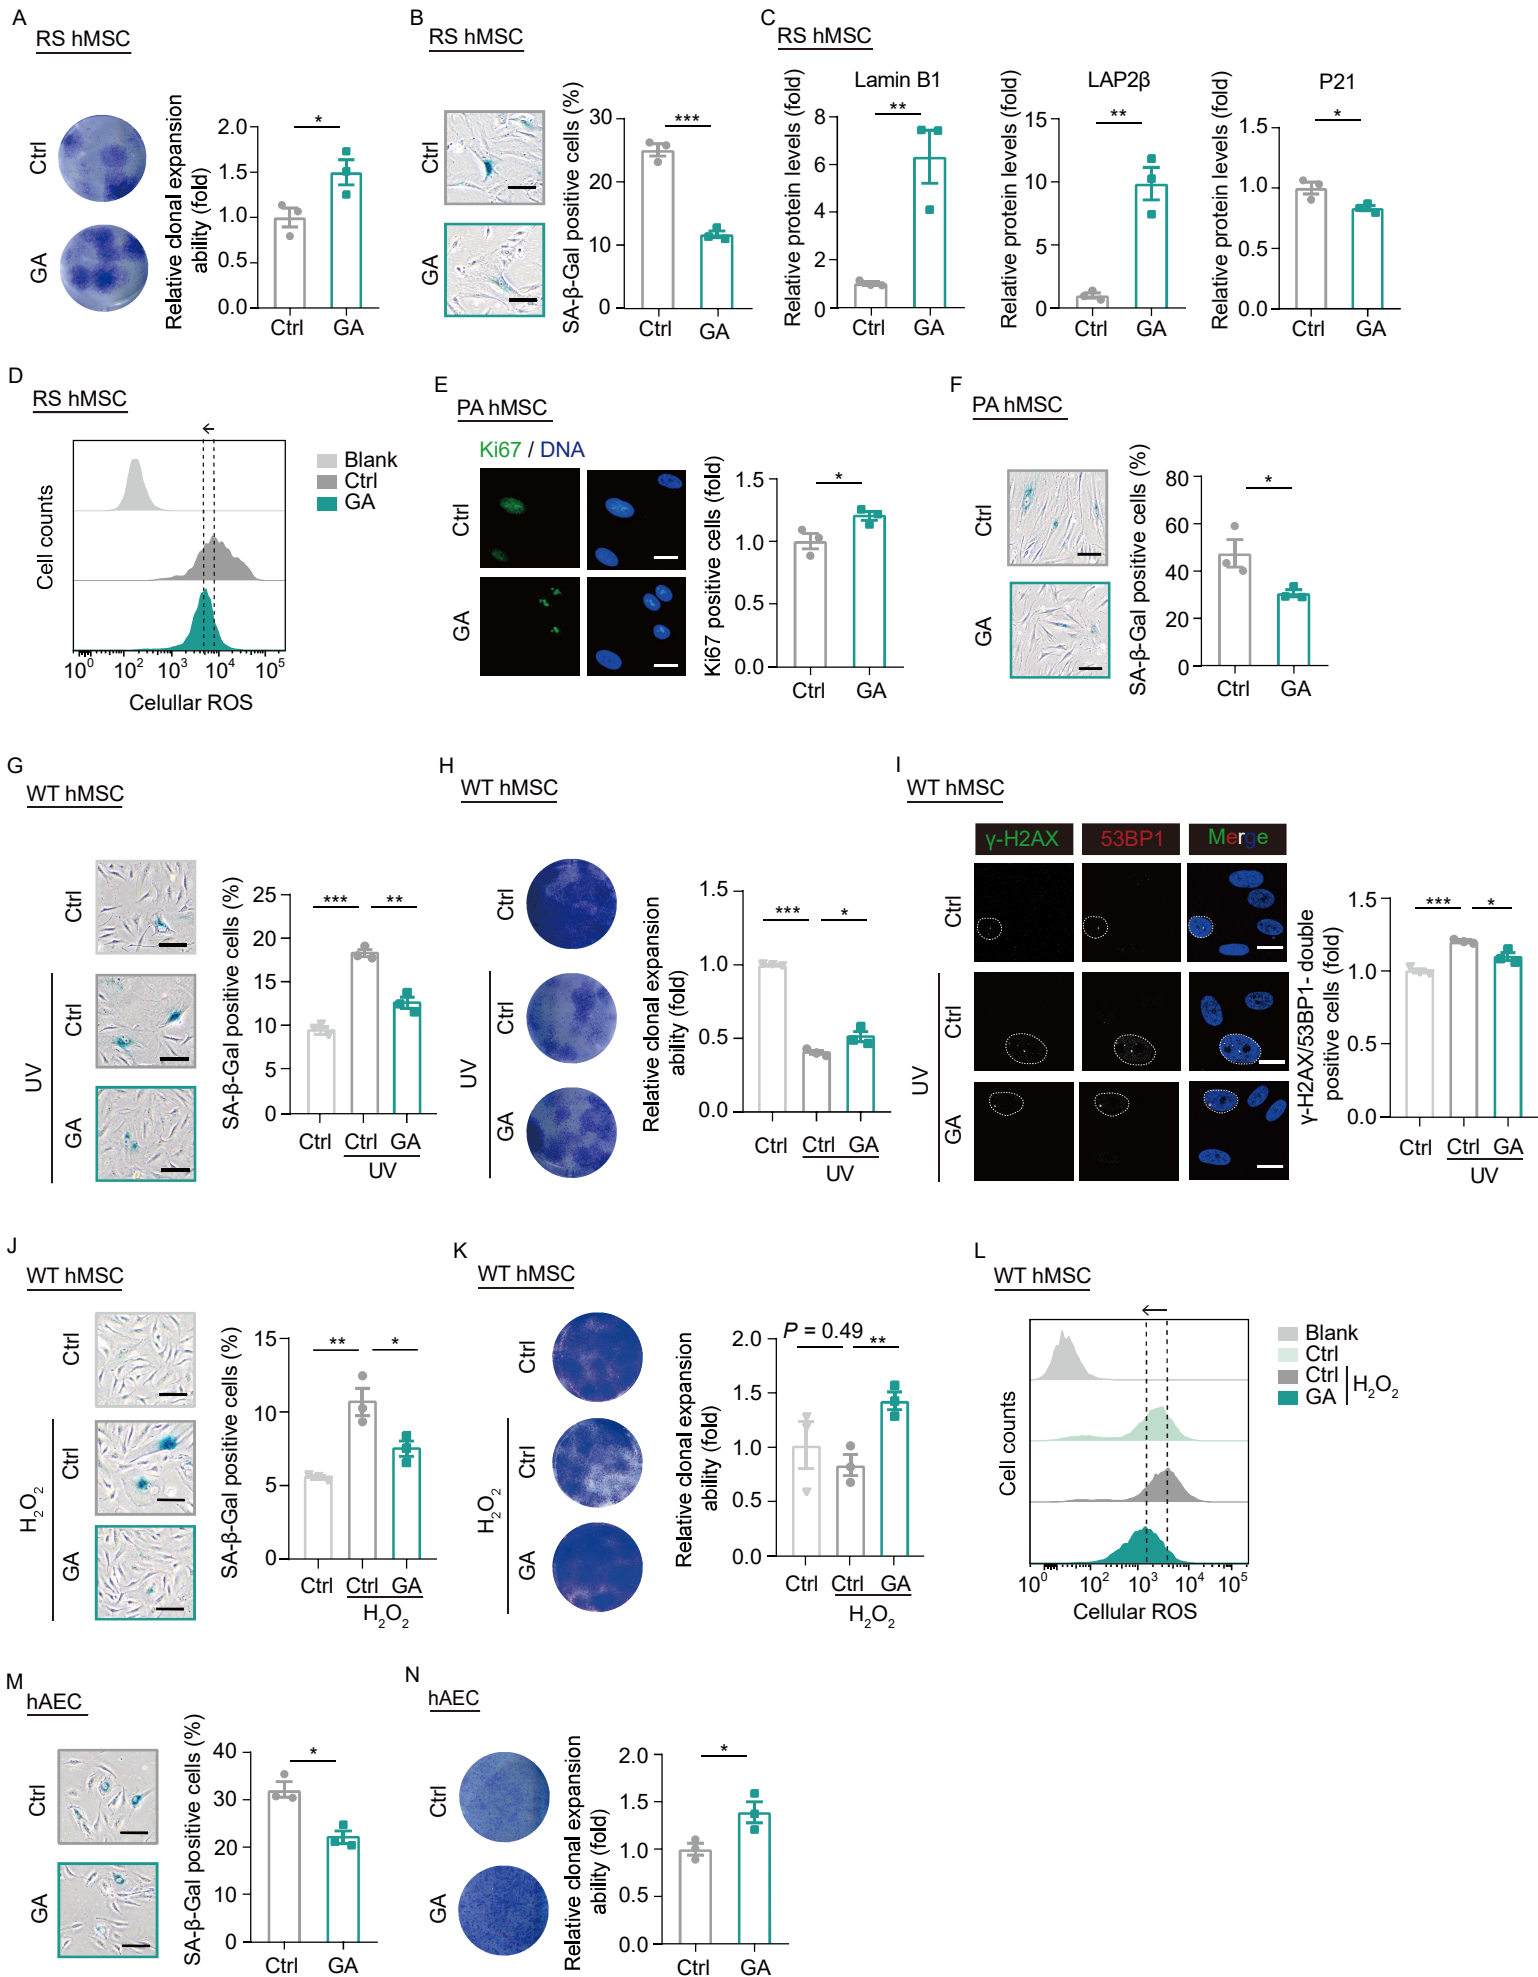 A
RS hMSC
Ctrl
GA
Relative clonal expansion
ability (fold)
2.0
1.5
1.0
0.5
0.0
*
Ctrl
GA
B
RS hMSC
Ctrl
GA
SA-β-Gal positive cells (%)
30
20
10
0
***
Ctrl
GA
C
RS hMSC
Lamin B1
Relative protein levels (fold)
8
6
4
2
0
**
Ctrl
GA
LAP2β
Relative protein levels (fold)
15
10
5
0
**
Ctrl
GA
P21
Relative protein levels (fold)
1.5
1.0
0.5
0.0
*
Ctrl
GA
D
RS hMSC
Cell counts
Blank
Ctrl
GA
10⁰ 10² 10³ 10⁴ 10⁵
Celullar ROS
E
PA hMSC
Ki67 / DNA
Ctrl
GA
Ki67 positive cells (fold)
1.5
1.0
0.5
0.0
*
Ctrl
GA
F
PA hMSC
Ctrl
GA
SA-β-Gal positive cells (%)
80
60
40
20
0
*
Ctrl
GA
G
WT hMSC
Ctrl
Ctrl
GA
UV
SA-β-Gal positive cells (%)
25
20
15
10
5
0
*** **
Ctrl Ctrl GA
UV
H
WT hMSC
Ctrl
Ctrl
GA
UV
Relative clonal expansion
ability (fold)
1.5
1.0
0.5
0.0
*** *
Ctrl Ctrl GA
UV
I
WT hMSC
γ-H2AX 53BP1 Merge
Ctrl
Ctrl
GA
UV
γ-H2AX/53BP1- double
positive cells (fold)
1.5
1.0
0.5
0.0
*** *
Ctrl Ctrl GA
UV
J
WT hMSC
Ctrl
Ctrl
GA
H₂O₂
SA-β-Gal positive cells (%)
15
10
5
0
** *
Ctrl Ctrl GA
H₂O₂
K
WT hMSC
Ctrl
Ctrl
GA
H₂O₂
Relative clonal expansion
ability (fold)
2.0
1.5
1.0
0.5
0.0
P = 0.49 **
Ctrl Ctrl GA
H₂O₂
L
WT hMSC
Cell counts
Blank
Ctrl
Ctrl
GA
H₂O₂
10⁰ 10² 10³ 10⁴ 10⁵
Cellular ROS
M
hAEC
Ctrl
GA
SA-β-Gal positive cells (%)
40
30
20
10
0
*
Ctrl
GA
N
hAEC
Ctrl
GA
Relative clonal expansion
ability (fold)
2.0
1.5
1.0
0.5
0.0
*
Ctrl
GA